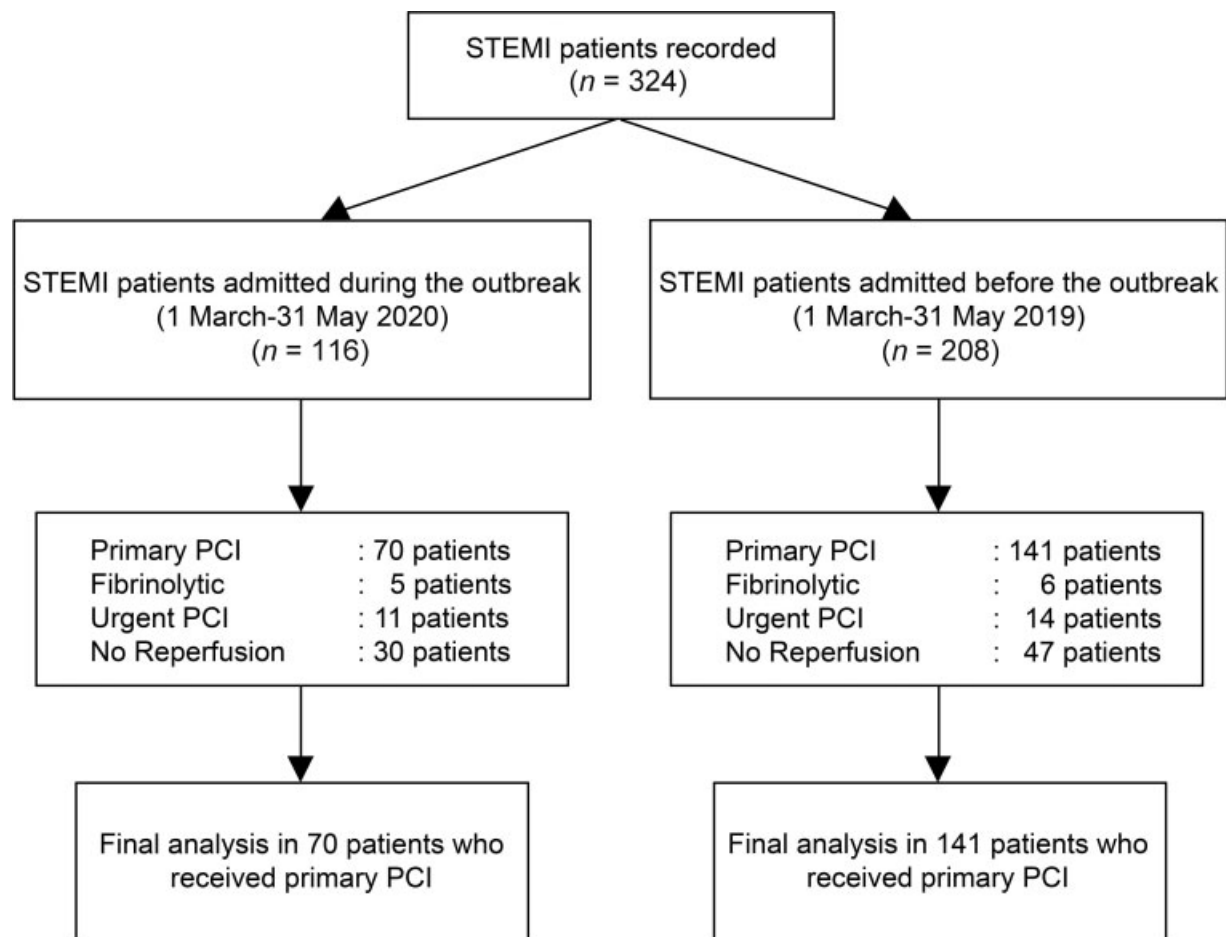 STEMI patients recorded
(n = 324)
STEMI patients admitted during the outbreak
(1 March-31 May 2020)
(n = 116)
STEMI patients admitted before the outbreak
(1 March-31 May 2019)
(n = 208)
Primary PCI : 70 patients
Fibrinolytic : 5 patients
Urgent PCI : 11 patients
No Reperfusion : 30 patients
Primary PCI : 141 patients
Fibrinolytic : 6 patients
Urgent PCI : 14 patients
No Reperfusion : 47 patients
Final analysis in 70 patients who
received primary PCI
Final analysis in 141 patients who
received primary PCI